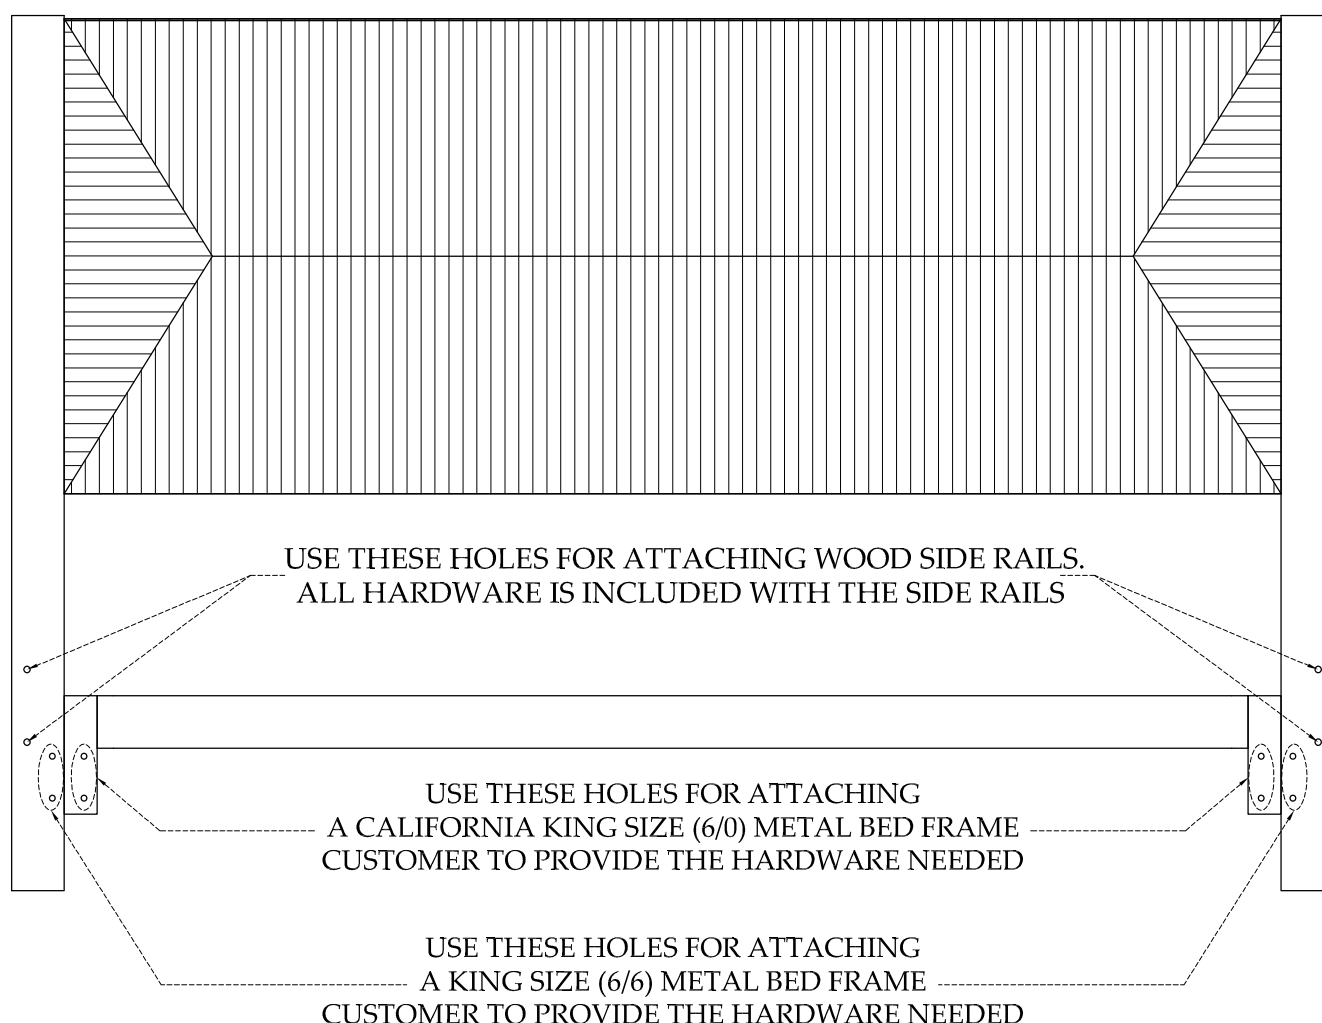 USE THESE HOLES FOR ATTACHING WOOD SIDE RAILS.
ALL HARDWARE IS INCLUDED WITH THE SIDE RAILS
USE THESE HOLES FOR ATTACHING
A CALIFORNIA KING SIZE (6/0) METAL BED FRAME
CUSTOMER TO PROVIDE THE HARDWARE NEEDED
USE THESE HOLES FOR ATTACHING
A KING SIZE (6/6) METAL BED FRAME
CUSTOMER TO PROVIDE THE HARDWARE NEEDED